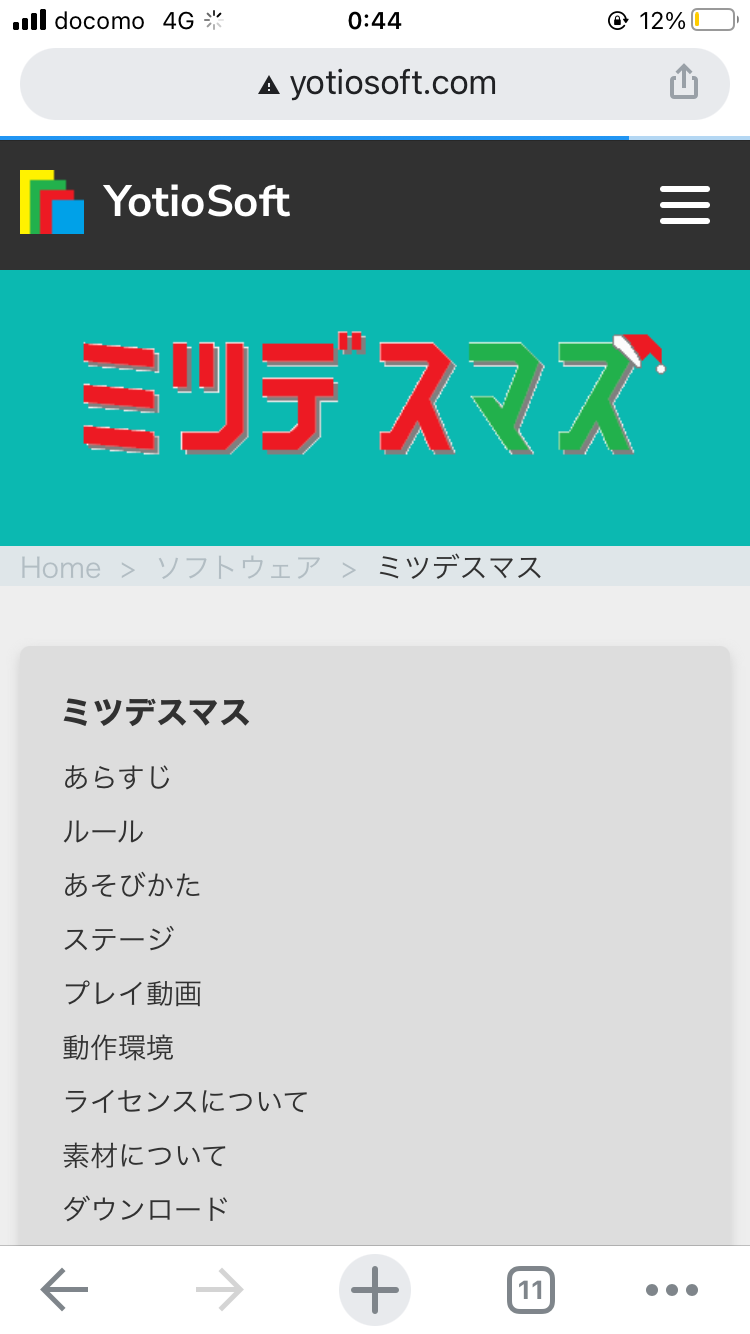 docomo 4G 0:44 12%
yotiosoft.com
YotioSoft
ミツデスマス
Home > ソフトウェア > ミツデスマス
ミツデスマス
あらすじ
ルール
あそびかた
ステージ
プレイ動画
動作環境
ライセンスについて
素材について
ダウンロード
11